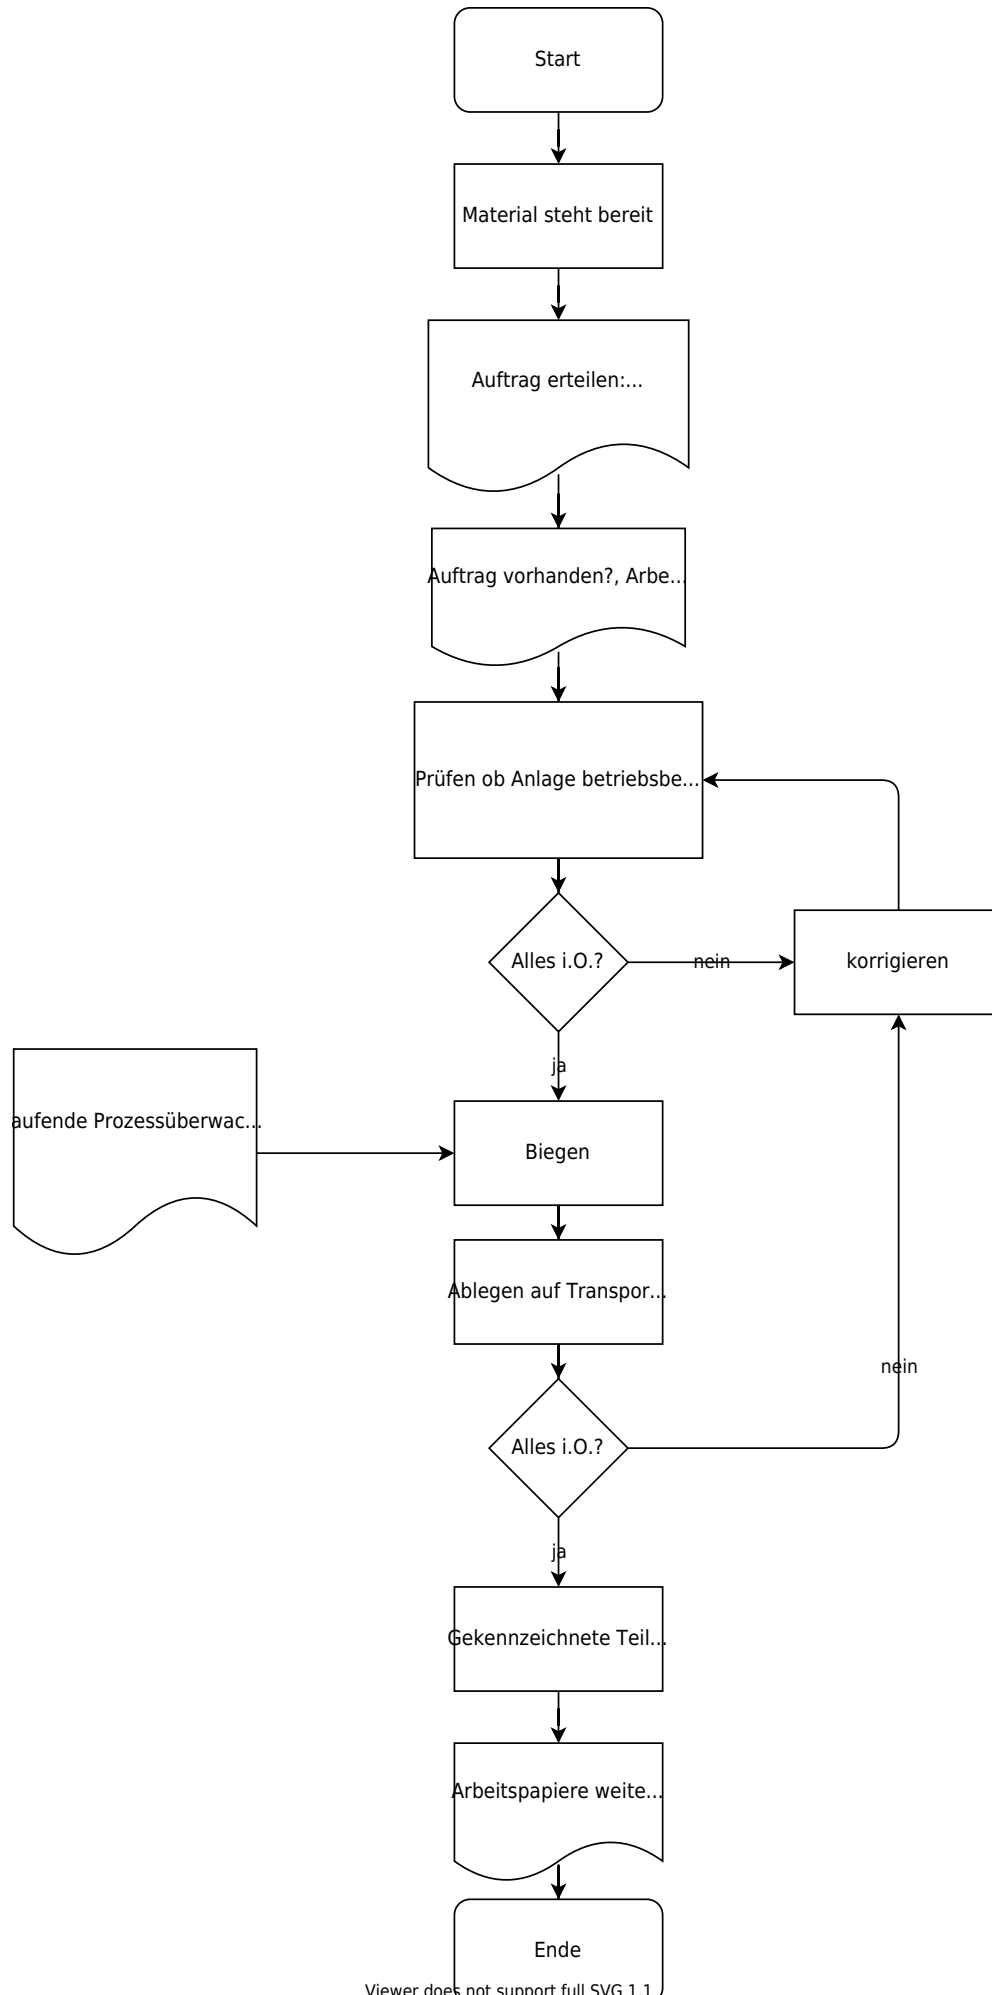 Start
Material steht bereit
Auftrag erteilen:...
Auftrag vorhanden?, Arbe...
Prüfen ob Anlage betriebsbe...
Alles i.O.?
nein
korrigieren
ja
aufende Prozessüberwac...
Biegen
Ablegen auf Transpor...
nein
Alles i.O.?
ja
Gekennzeichnete Teil...
Arbeitspapiere weite...
Ende
Viewer does not support full SVG 1.1